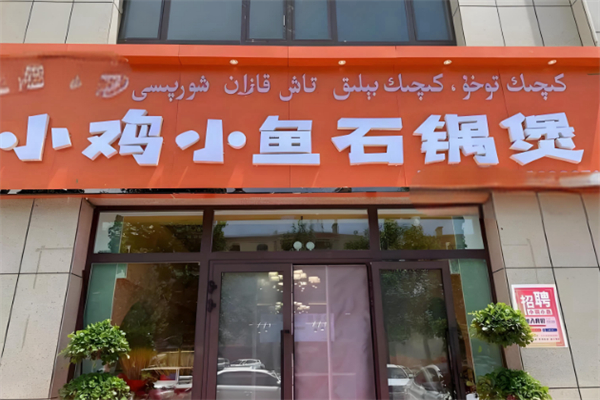 كىچىك توخۇ، كىچىك بېلىق تاش قازان شورپىسى
小鸡小鱼石锅煲
招聘